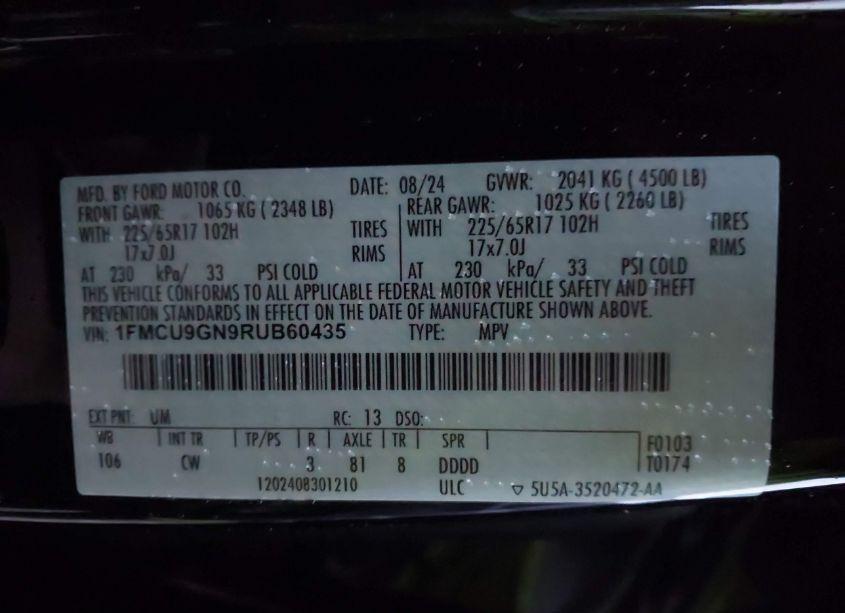 MFD. BY FORD MOTOR CO. DATE: 08/24 GVWR: 2041 KG ( 4500 LB)
FRONT GAWR: 1065 KG ( 2348 LB) REAR GAWR: 1025 KG ( 2260 LB)
WITH 225/65R17 102H TIRES WITH 225/65R17 102H TIRES
17x7.0J RIMS 17x7.0J RIMS
AT 230 kPa/ 33 PSI COLD AT 230 kPa/ 33 PSI COLD
THIS VEHICLE CONFORMS TO ALL APPLICABLE FEDERAL MOTOR VEHICLE SAFETY AND THEFT
PREVENTION STANDARDS IN EFFECT ON THE DATE OF MANUFACTURE SHOWN ABOVE.
VIN: 1FMCU9GN9RUB60435 TYPE: MPV
EXT PNT: UM RC: 13 DSO:
WB INT TR TP/PS R AXLE TR SPR F0103
106 CW 3 81 8 DDDD T0174
1202408301210 ULC ▽ 5U5A-3520472-AA